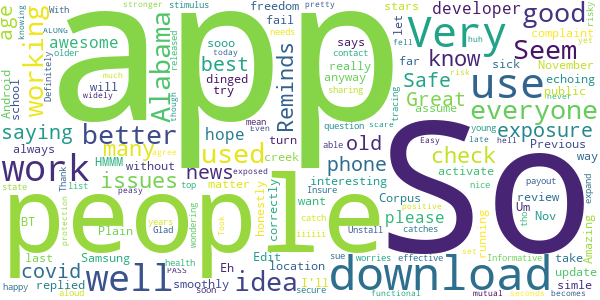 app
So
people
download
Very
use
Seem
good
everyone
work
well
better
Alabama
working
age
awesome
saying
many
issues
used
idea
news
old
phone
Reminds
best
hope
know
developer
Safe
Great
exposure
check
covid
please
dinged
try
sooo
says
really
anyway
freedom
fail
let
stars
With
stimulus
stronger
ALONG
knowing
older
Definitely
released
today
contact
pretty
needs
risky
complaint
yet
will
school
Android
widely
much
though
Even
mean
fell
sharing
risk
far
sick
November
echoing
public
never
assume
tracing
huh
always
HMMM
agree
without
turn
creek
question
scare
able
Easy
hell
late
young
activate
nice
Previous
way
Thank
list
top
matter
interesting
Corpus
catch
Insure
exposed
state
BT
Plain
peasy
correctly
honestly
want
catches
Um
Nov
review
the
payout
expand
Amazing
last
Samsung
protection
years
Glad
wondering
Took
Eh
location
Edit
I'll
iiiiii
Unstall
positive
set
running
simle
take
update
happy
replied
aloud
smoothly
health
PASS
soon
secure
sue
worries
effective
functional
Informative
mutual
seconds
becomes